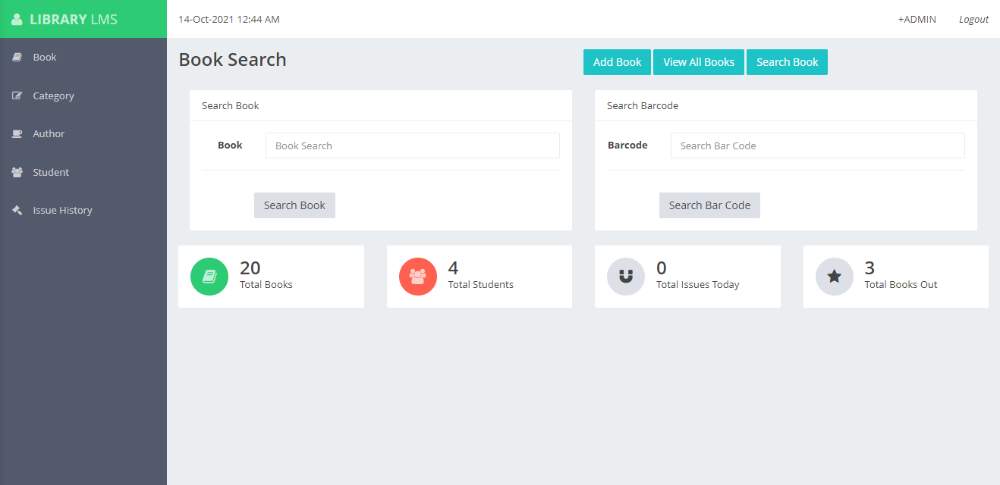 LIBRARY LMS
14-Oct-2021 12:44 AM
+ADMIN
Logout
Book
Category
Author
Student
Issue History
Book Search
Add Book
View All Books
Search Book
Search Book
Book
Book Search
Search Book
Search Barcode
Barcode
Search Bar Code
Search Bar Code
20
Total Books
4
Total Students
0
Total Issues Today
3
Total Books Out